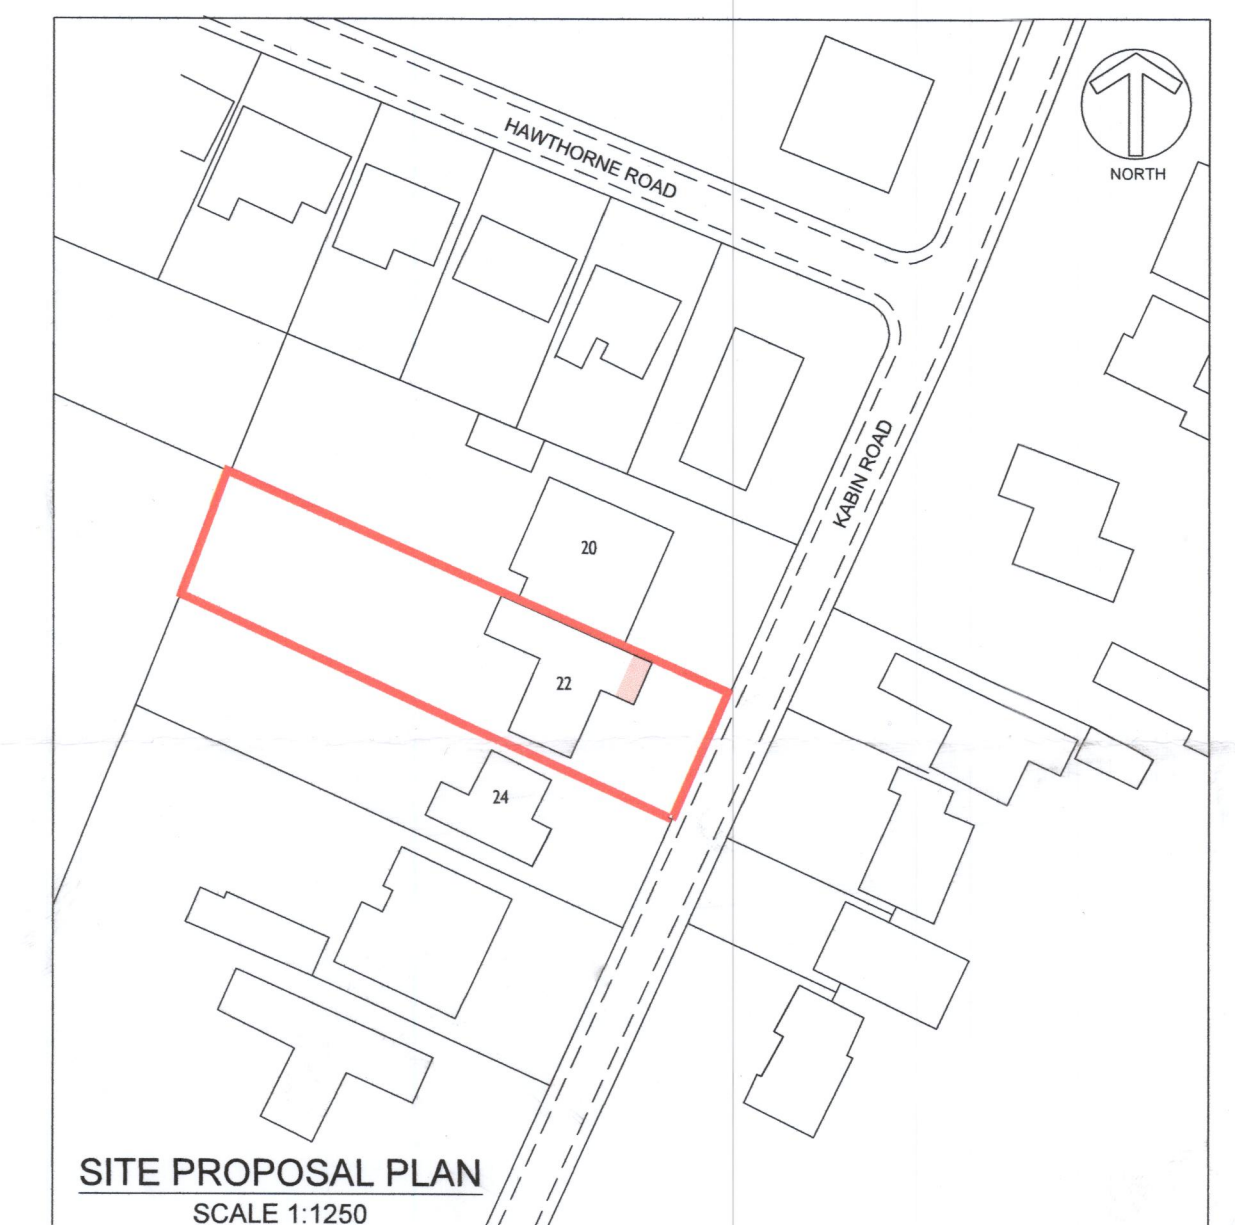 HAWTHORNE ROAD
NORTH
KABIN ROAD
20
22
24
SITE PROPOSAL PLAN
SCALE 1:1250